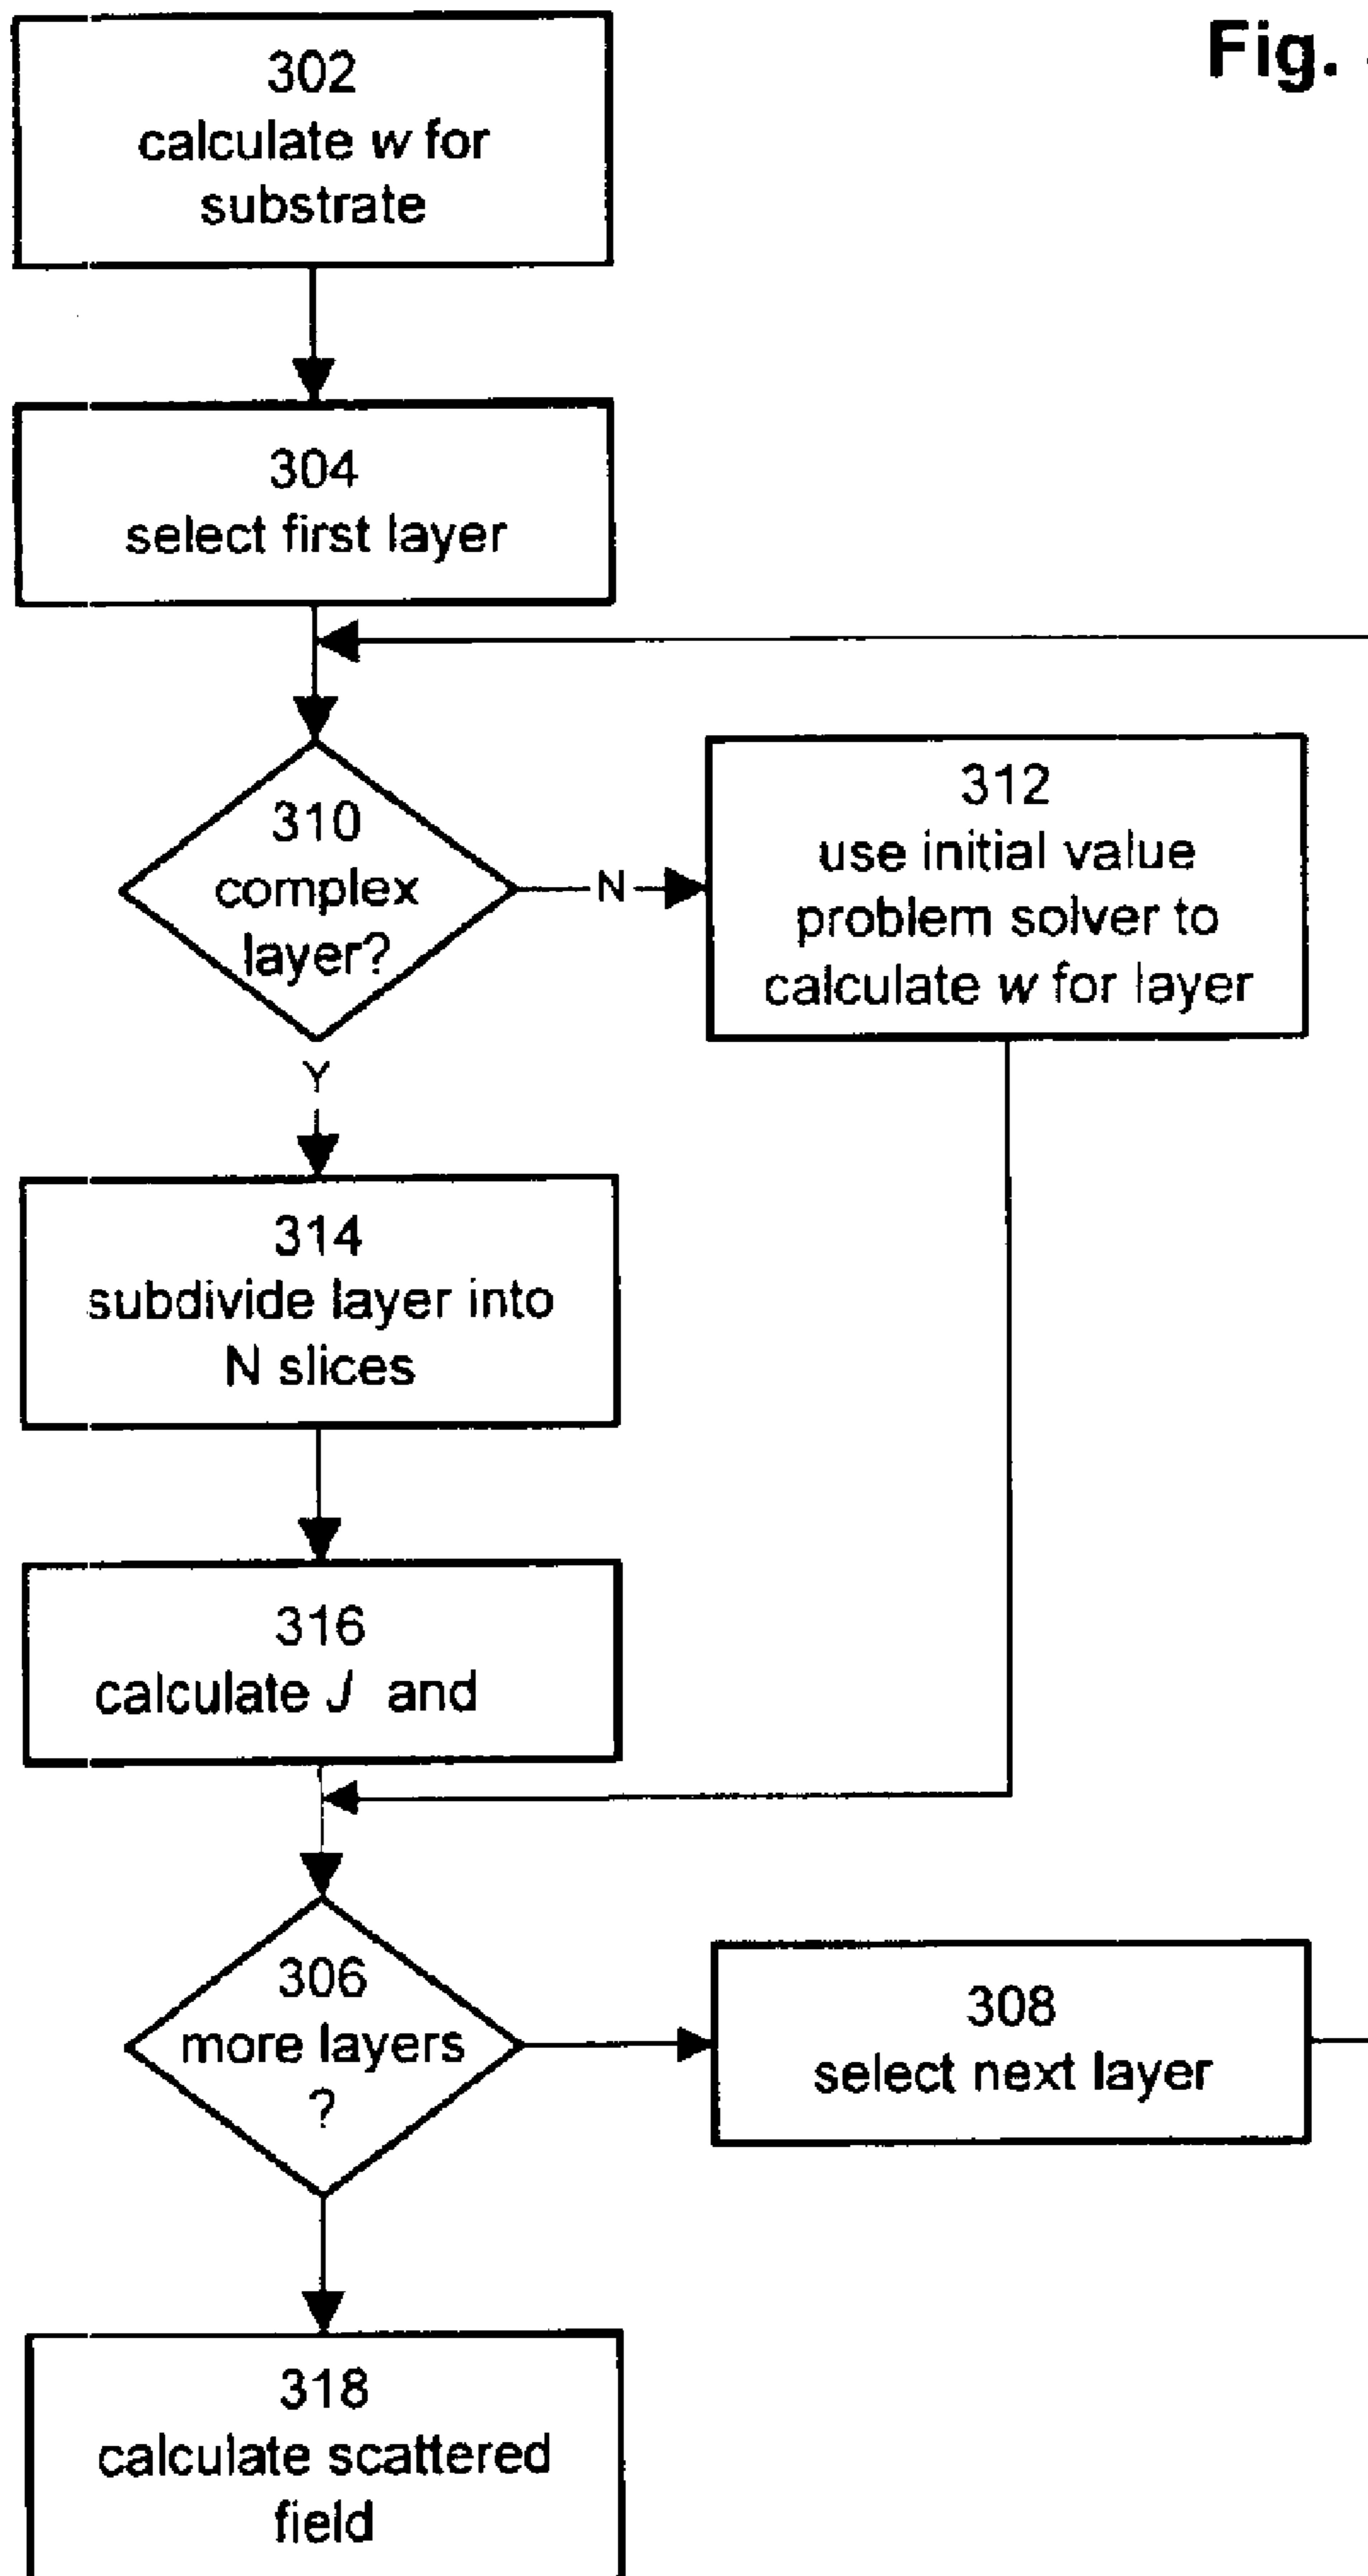 Fig.
302
calculate w for
substrate
304
select first layer
310
complex
layer?
N
312
use initial value
problem solver to
calculate w for layer
Y
314
subdivide layer into
N slices
316
calculate J and
306
more layers
?
308
select next layer
318
calculate scattered
field